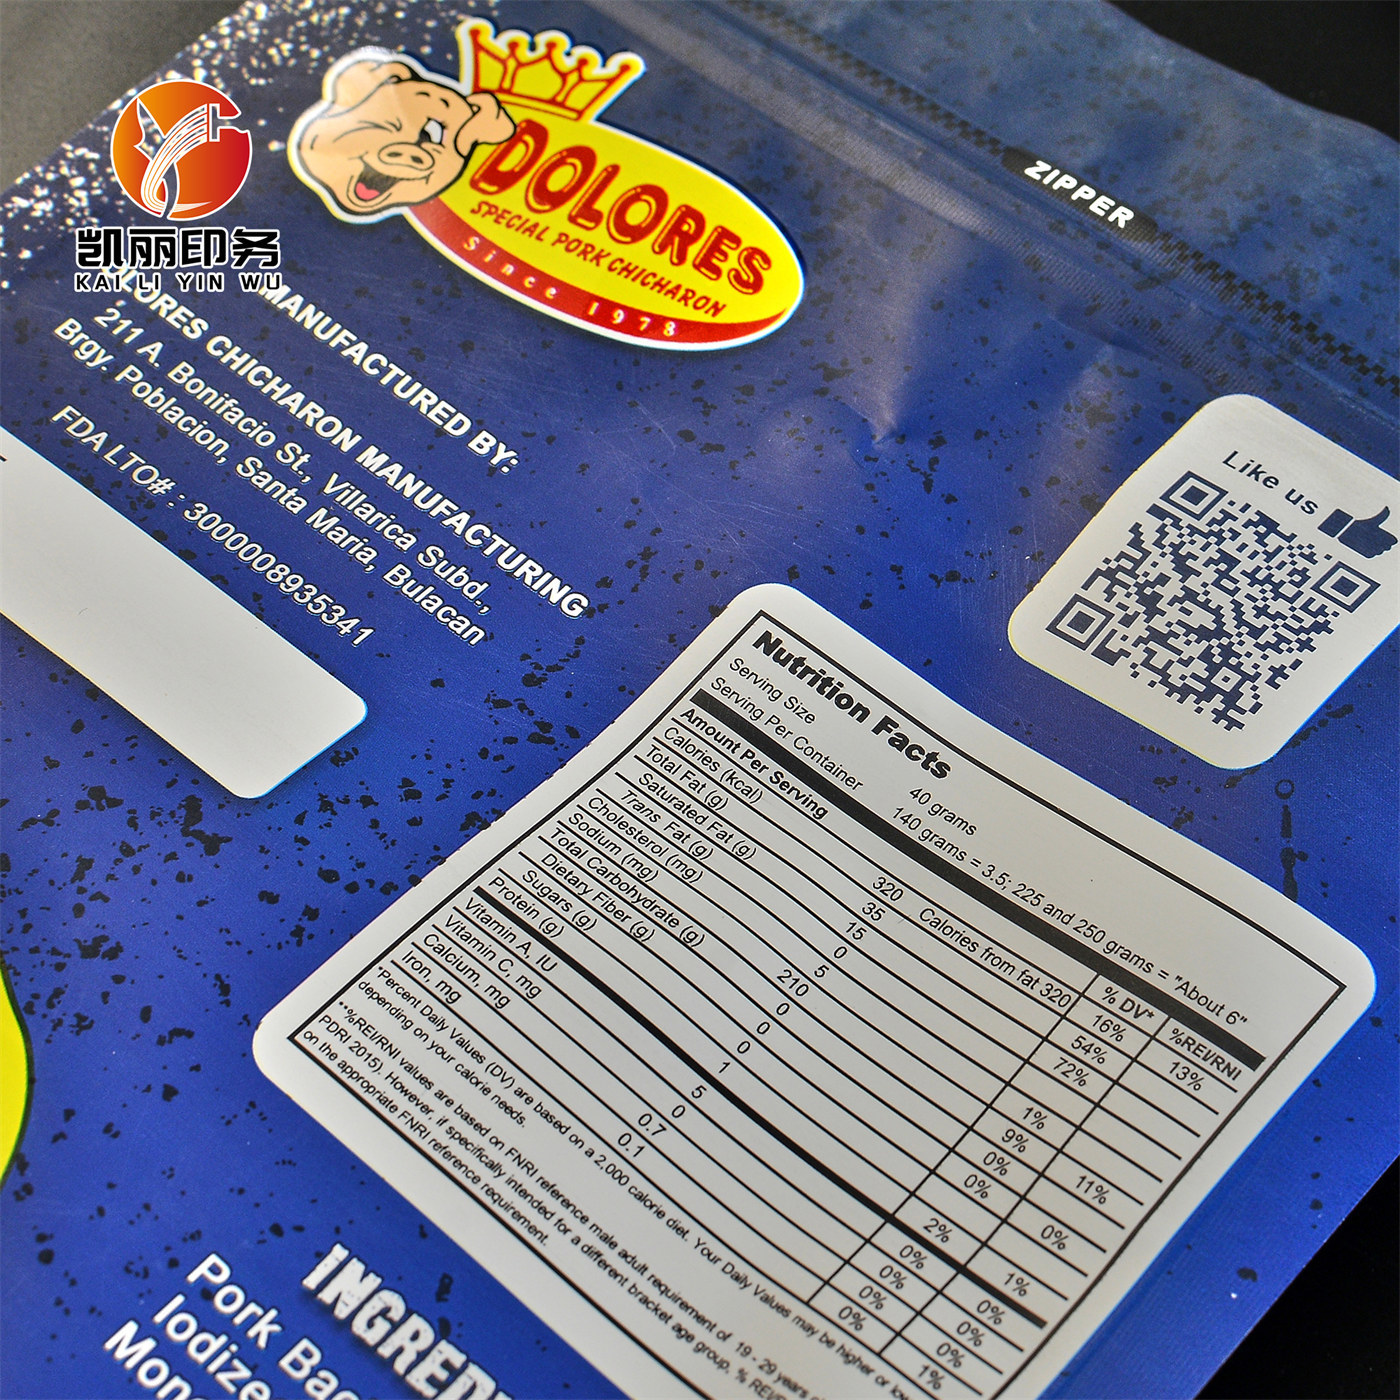 凯丽印务
KAI LI YIN WU
DOLORES
SPECIAL PORK CHICHARON
Since 1978
ZIPPER
MANUFACTURED BY:
DOLORES CHICHARON MANUFACTURING
211 A. Bonifacio St., Villarica Subd.,
Brgy. Poblacion, Santa Maria, Bulacan
FDA LTO# : 3000008935341
Like us
Nutrition Facts
Serving Size 40 grams
Serving Per Container 140 grams = 3.5; 225 and 250 grams = "About 6"
Amount Per Serving % DV* %REI/RNI
Calories (kcal) 320 Calories from fat 320 16% 13%
Total Fat (g) 35 54%
Saturated Fat (g) 15 72%
Trans Fat (g) 0
Cholesterol (mg) 5 1%
Sodium (mg) 210 9% 11%
Total Carbohydrate (g) 0 0%
Dietary Fiber (g) 0 0% 0%
Sugars (g) 0
Protein (g) 1 2% 1%
Vitamin A, IU 5 0% 0%
Vitamin C, mg 0 0% 0%
Calcium, mg 0.7 0% 0%
Iron, mg 0.1 0% 1%
*Percent Daily Values (DV) are based on a 2,000 calorie diet. Your Daily Values may be higher or
depending on your calorie needs.
**%REI/RNI values are based on FNRI reference male adult requirement of 19 - 29 years
PDRI 2015). However, if specifically intended for a different bracket age group, %
on the appropriate FNRI reference requirement.
Pork